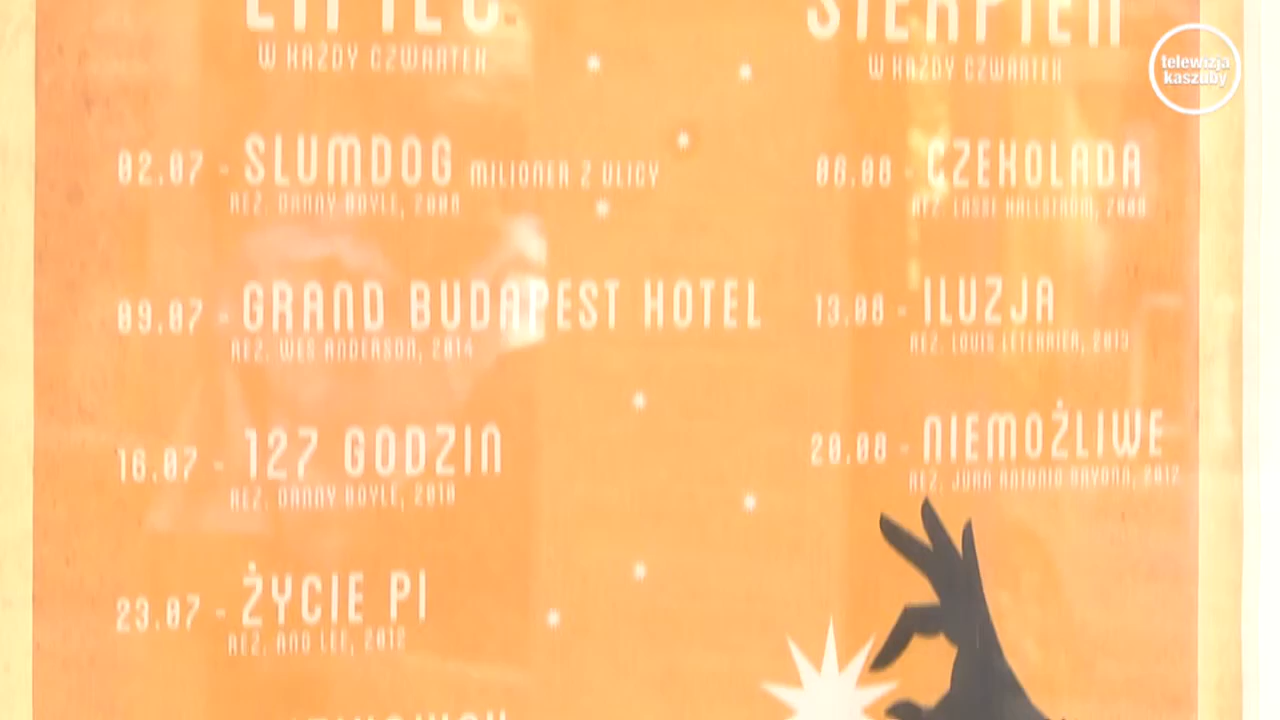 LIPIEC
W KAŻDY CZWARTEK
02.07 - SLUMDOG MILIONER Z ULICY
REŻ. DANNY BOYLE, 2008
09.07 - GRAND BUDAPEST HOTEL
REŻ. WES ANDERSON, 2014
16.07 - 127 GODZIN
REŻ. DANNY BOYLE, 2010
23.07 - ŻYCIE PI
REŻ. ANG LEE, 2012
SIERPIEŃ
W KAŻDY CZWARTEK
06.08 - CZEKOLADA
REŻ. LASSE HALLSTROM, 2000
13.08 - ILUZJA
REŻ. LOUIS LETERRIER, 2013
20.08 - NIEMOŻLIWE
REŻ. JUAN ANTONIO BAYONA, 2012
telewizja
kaszuby